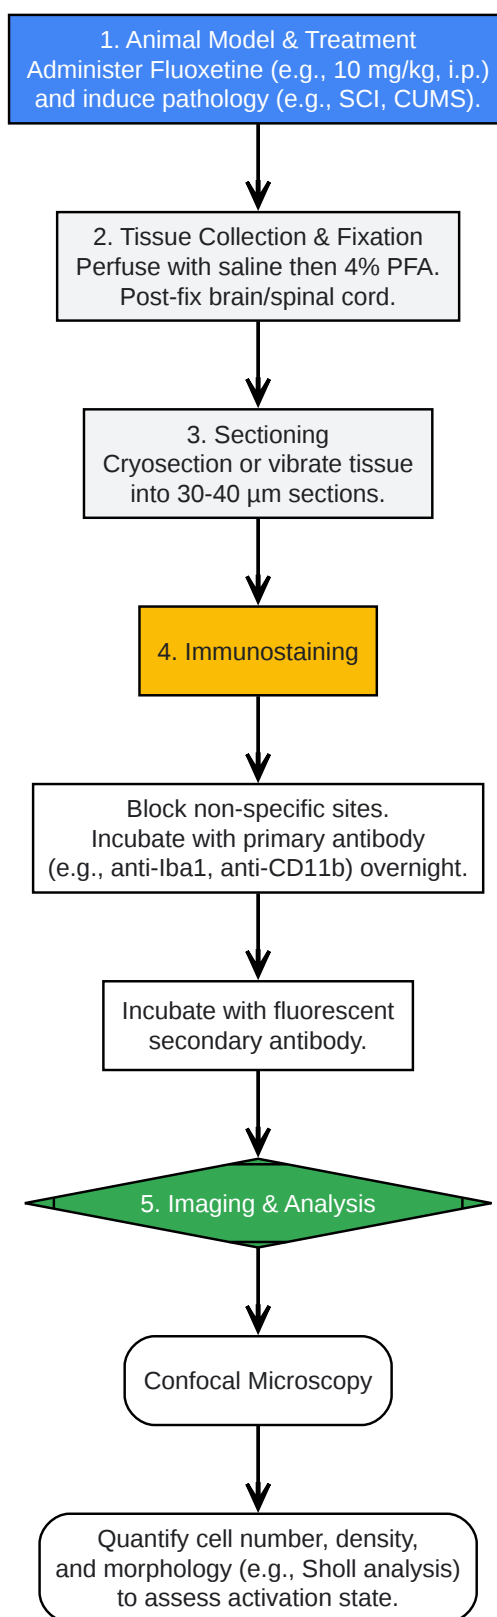 1. Animal Model & Treatment
Administer Fluoxetine (e.g., 10 mg/kg, i.p.)
and induce pathology (e.g., SCI, CUMS).
2. Tissue Collection & Fixation
Perfuse with saline then 4% PFA.
Post-fix brain/spinal cord.
3. Sectioning
Cryosection or vibrate tissue
into 30-40 µm sections.
4. Immunostaining
Block non-specific sites.
Incubate with primary antibody
(e.g., anti-Iba1, anti-CD11b) overnight.
Incubate with fluorescent
secondary antibody.
5. Imaging & Analysis
Confocal Microscopy
Quantify cell number, density,
and morphology (e.g., Sholl analysis)
to assess activation state.